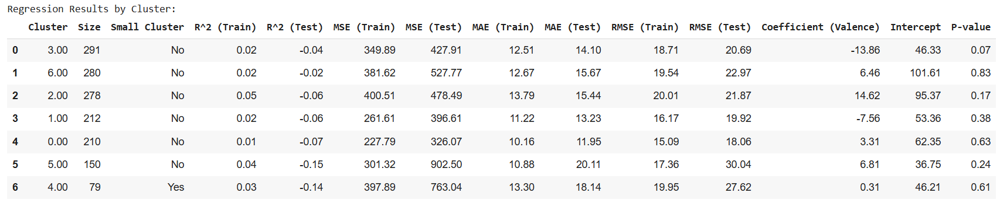 Regression Results by Cluster:
Cluster Size Small Cluster R^2 (Train) R^2 (Test) MSE (Train) MSE (Test) MAE (Train) MAE (Test) RMSE (Train) RMSE (Test) Coefficient (Valence) Intercept P-value
0 3.00 291 No 0.02 -0.04 349.89 427.91 12.51 14.10 18.71 20.69 -13.86 46.33 0.07
1 6.00 280 No 0.02 -0.02 381.62 527.77 12.67 15.67 19.54 22.97 6.46 101.61 0.83
2 2.00 278 No 0.05 -0.06 400.51 478.49 13.79 15.44 20.01 21.87 14.62 95.37 0.17
3 1.00 212 No 0.02 -0.06 261.61 396.61 11.22 13.23 16.17 19.92 -7.56 53.36 0.38
4 0.00 210 No 0.01 -0.07 227.79 326.07 10.16 11.95 15.09 18.06 3.31 62.35 0.63
5 5.00 150 No 0.04 -0.15 301.32 902.50 10.88 20.11 17.36 30.04 6.81 36.75 0.24
6 4.00 79 Yes 0.03 -0.14 397.89 763.04 13.30 18.14 19.95 27.62 0.31 46.21 0.61